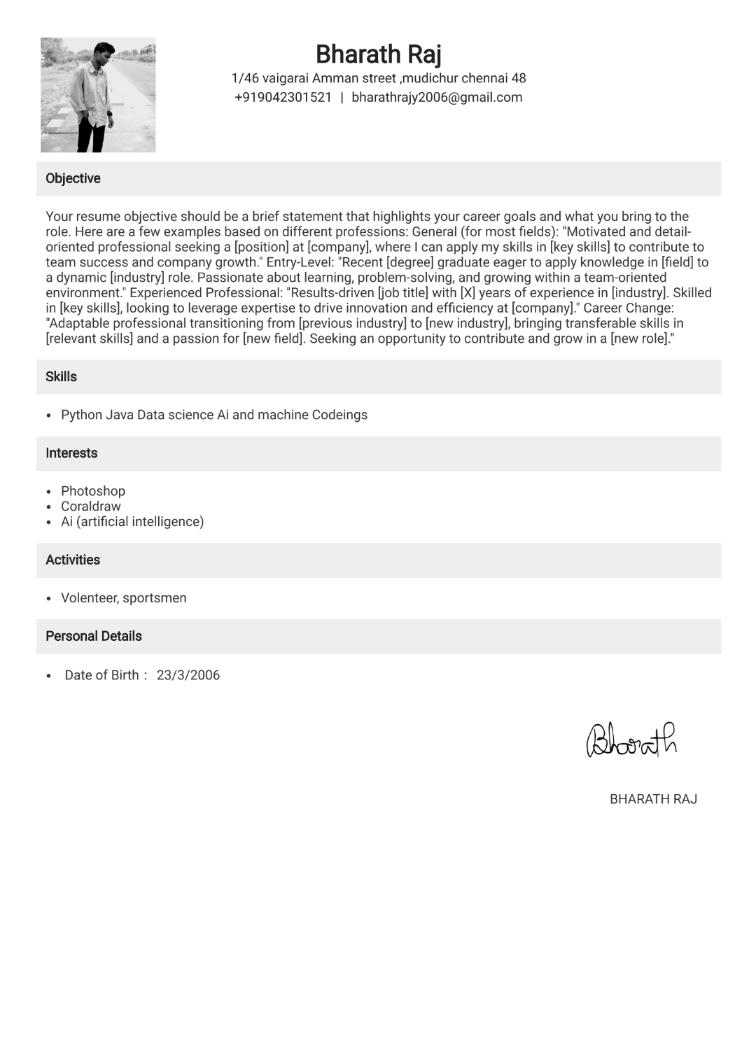 Bharath Raj
1/46 vaigarai Amman street ,mudichur chennai 48
+919042301521 | bharathrajy2006@gmail.com
Objective
Your resume objective should be a brief statement that highlights your career goals and what you bring to the
role. Here are a few examples based on different professions: General (for most fields): "Motivated and detail-
oriented professional seeking a [position] at [company], where I can apply my skills in [key skills] to contribute to
team success and company growth." Entry-Level: "Recent [degree] graduate eager to apply knowledge in [field] to
a dynamic [industry] role. Passionate about learning, problem-solving, and growing within a team-oriented
environment." Experienced Professional: "Results-driven [job title] with [X] years of experience in [industry]. Skilled
in [key skills], looking to leverage expertise to drive innovation and efficiency at [company]." Career Change:
"Adaptable professional transitioning from [previous industry] to [new industry], bringing transferable skills in
[relevant skills] and a passion for [new field]. Seeking an opportunity to contribute and grow in a [new role]."
Skills
• Python Java Data science Ai and machine Codeings
Interests
• Photoshop
• Coraldraw
• Ai (artificial intelligence)
Activities
• Volenteer, sportsmen
Personal Details
• Date of Birth : 23/3/2006
Bharath
BHARATH RAJ